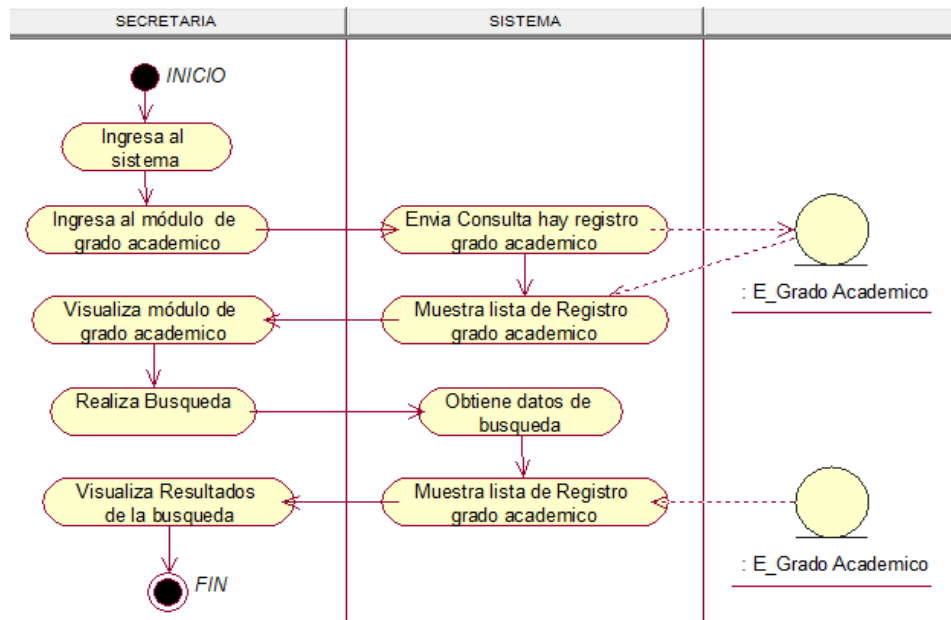 SECRETARIA
SISTEMA
INICIO
Ingresa al
sistema
Ingresa al módulo de
grado academico
Envia Consulta hay registro
grado academico
: E_Grado Academico
Visualiza módulo de
grado academico
Muestra lista de Registro
grado academico
Realiza Busqueda
Obtiene datos de
busqueda
Visualiza Resultados
de la busqueda
Muestra lista de Registro
grado academico
: E_Grado Academico
FIN